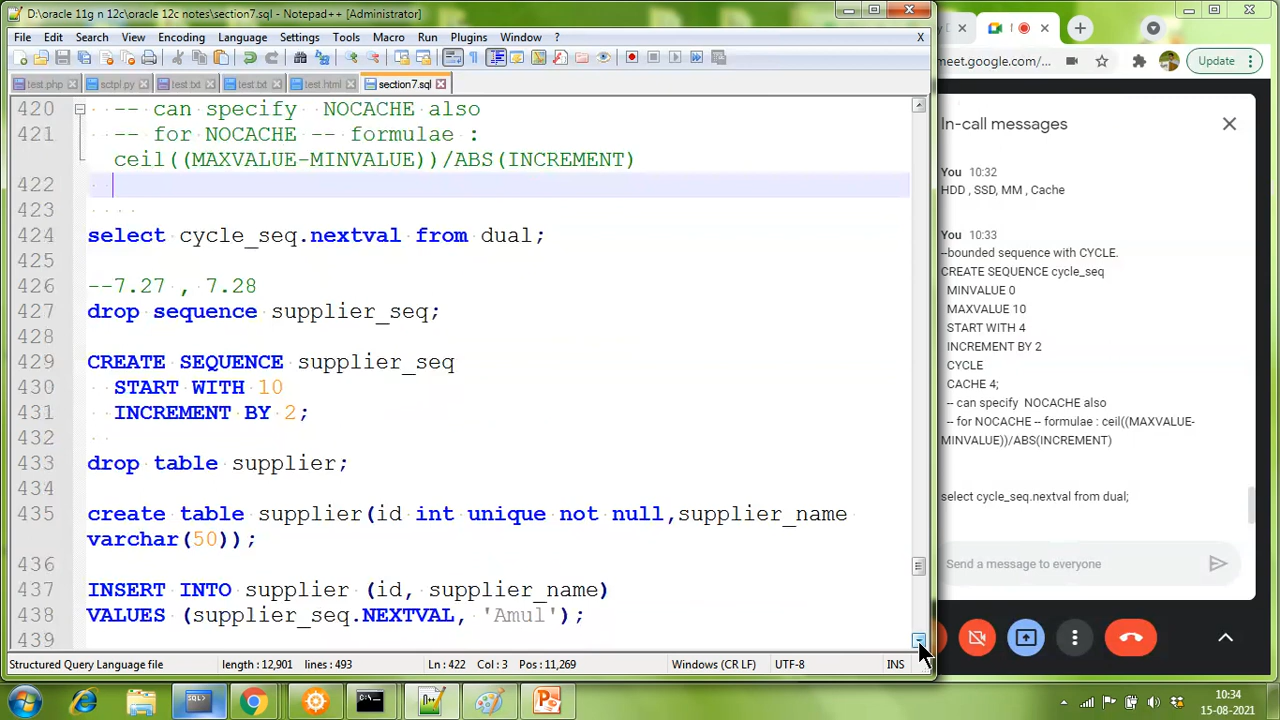 D:\oracle 11g n 12c\oracle 12c notes\section7.sql - Notepad++ [Administrator]
File Edit Search View Encoding Language Settings Tools Macro Run Plugins Window ? X
test.php sctpl.py test.txt test.txt test.html section7.sql
420 -- can specify NOCACHE also
421 -- for NOCACHE -- formulae :
ceil((MAXVALUE-MINVALUE))/ABS(INCREMENT)
422
423
424 select cycle_seq.nextval from dual;
425
426 --7.27 , 7.28
427 drop sequence supplier_seq;
428
429 CREATE SEQUENCE supplier_seq
430 START WITH 10
431 INCREMENT BY 2;
432
433 drop table supplier;
434
435 create table supplier(id int unique not null,supplier_name
varchar(50));
436
437 INSERT INTO supplier (id, supplier_name)
438 VALUES (supplier_seq.NEXTVAL, 'Amul');
439
Structured Query Language file length : 12,901 lines : 493 Ln : 422 Col : 3 Pos : 11,269 Windows (CR LF) UTF-8 INS
meet.google.com/
Update
In-call messages
You 10:32
HDD , SSD, MM , Cache
You 10:33
--bounded sequence with CYCLE.
CREATE SEQUENCE cycle_seq
MINVALUE 0
MAXVALUE 10
START WITH 4
INCREMENT BY 2
CYCLE
CACHE 4;
-- can specify NOCACHE also
-- for NOCACHE -- formulae : ceil((MAXVALUE-
MINVALUE))/ABS(INCREMENT)
select cycle_seq.nextval from dual;
Send a message to everyone
SQL>
10:34
15-08-2021